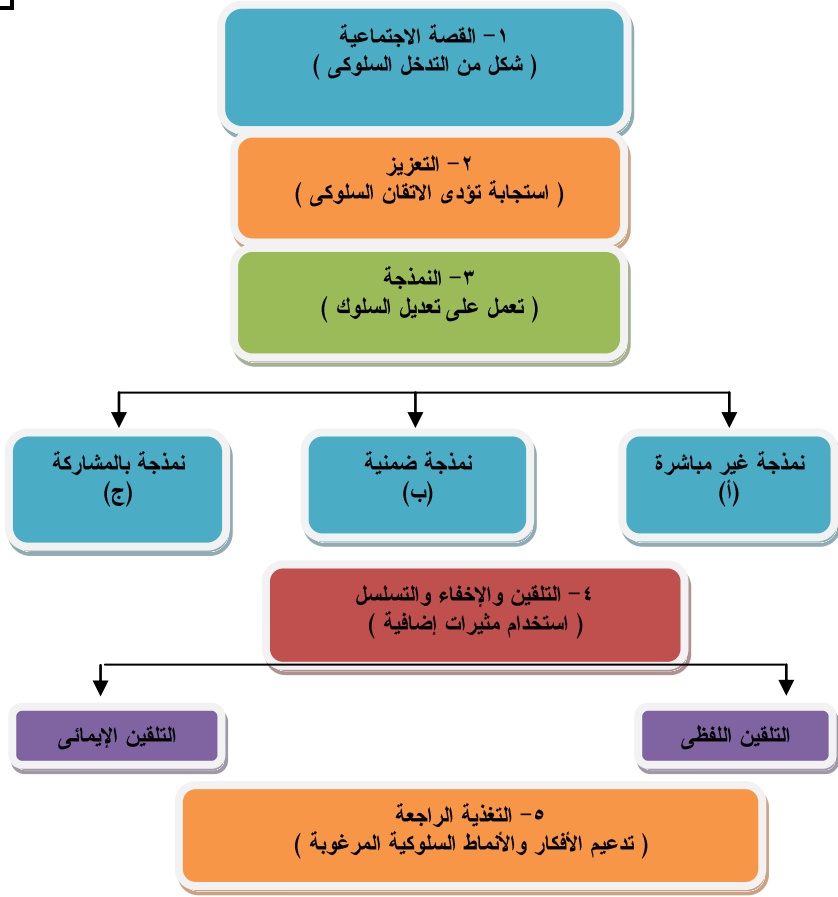 ١- القصة الاجتماعية
( شكل من التدخل السلوكى )
٢- التعزيز
( استجابة تؤدى الاتقان السلوكى )
٣- النمذجة
( تعمل على تعديل السلوك )
نمذجة غير مباشرة
(أ)
نمذجة ضمنية
(ب)
نمذجة بالمشاركة
(ج)
٤- التلقين والإخفاء والتسلسل
( استخدام مثيرات إضافية )
التلقين اللفظى
التلقين الإيمائى
٥- التغذية الراجعة
( تدعيم الأفكار والأنماط السلوكية المرغوبة )